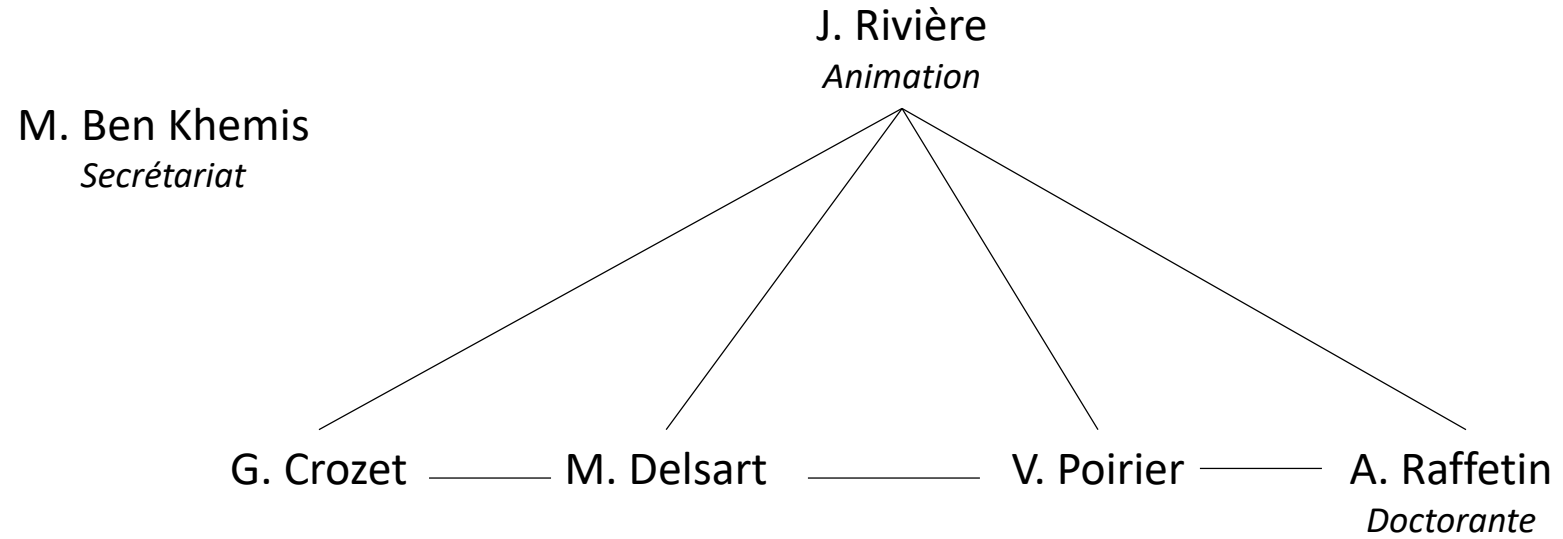 J. Rivière
Animation
M. Ben Khemis
Secrétariat
G. Crozet
M. Delsart
V. Poirier
A. Raffetin
Doctorante